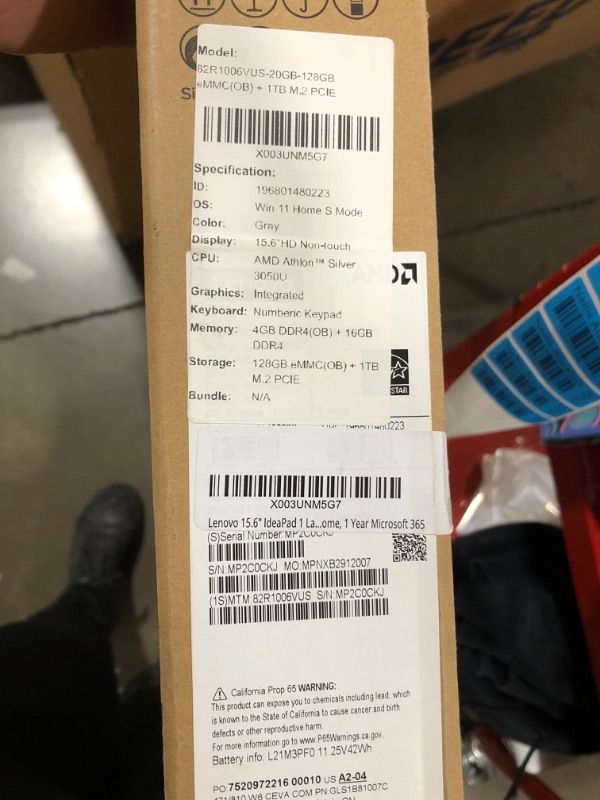 Model:
82R1006VUS-20GB-128GB
eMMC(OB) + 1TB M.2 PCIE
X003UNM5G7
Specification:
ID: 196801480223
OS: Win 11 Home S Mode
Color: Gray
Display: 15.6"HD Non-touch
CPU: AMD Athlon™ Silver
3050U
Graphics: Integrated
Keyboard: Numberic Keypad
Memory: 4GB DDR4(OB) + 16GB
DDR4
Storage: 128GB eMMC(OB) + 1TB
M.2 PCIE
STAR
Bundle: N/A
X003UNM5G7
Lenovo 15.6" IdeaPad 1 La...ome, 1 Year Microsoft 365
(S)Serial Number MP2C0CKJ
S/N:MP2C0CKJ MO:MPNXB2912007
(1S)MTM 82R1006VUS S/N:MP2C0CKJ
California Prop 65 WARNING:
This product can expose you to chemicals including lead, which
is known to the State of California to cause cancer and birth
defects or other reproductive harm.
For more information go to www.P65Warnings.ca.gov
Battery info: L21M3PF0 11.25V42Wh
PO 7520972216 00010 US A2-04